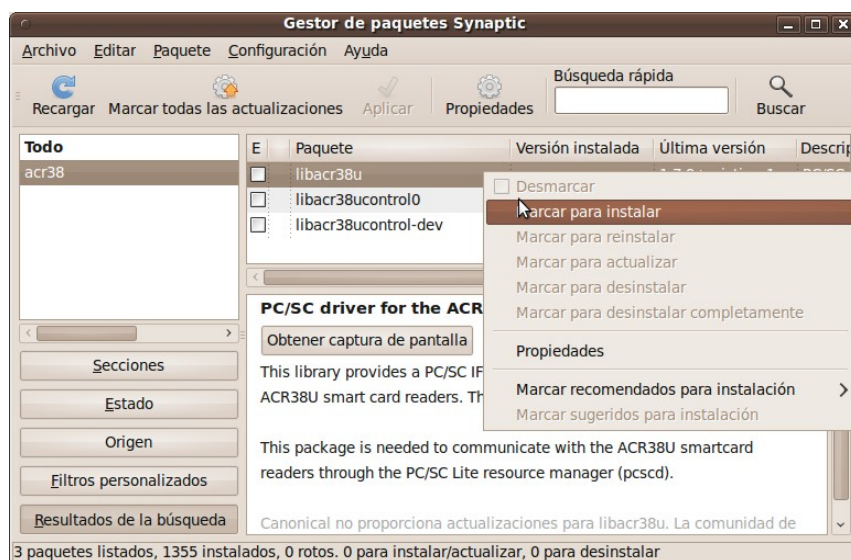 Gestor de paquetes Synaptic
Archivo Editar Paquete Configuración Ayuda
Búsqueda rápida
Recargar Marcar todas las actualizaciones Aplicar Propiedades Buscar
Todo
acr38
E Paquete Versión instalada Última versión Descrip
libacr38u
libacr38ucontrol0
libacr38ucontrol-dev
Desmarcar
Marcar para instalar
Marcar para reinstalar
Marcar para actualizar
Marcar para desinstalar
Marcar para desinstalar completamente
Propiedades
Marcar recomendados para instalación
Marcar sugeridos para instalación
PC/SC driver for the ACR
Obtener captura de pantalla
This library provides a PC/SC IF
ACR38U smart card readers. Th
This package is needed to communicate with the ACR38U smartcard
readers through the PC/SC Lite resource manager (pcscd).
Canonical no proporciona actualizaciones para libacr38u. La comunidad de
Secciones
Estado
Origen
Filtros personalizados
Resultados de la búsqueda
3 paquetes listados, 1355 instalados, 0 rotos. 0 para instalar/actualizar, 0 para desinstalar